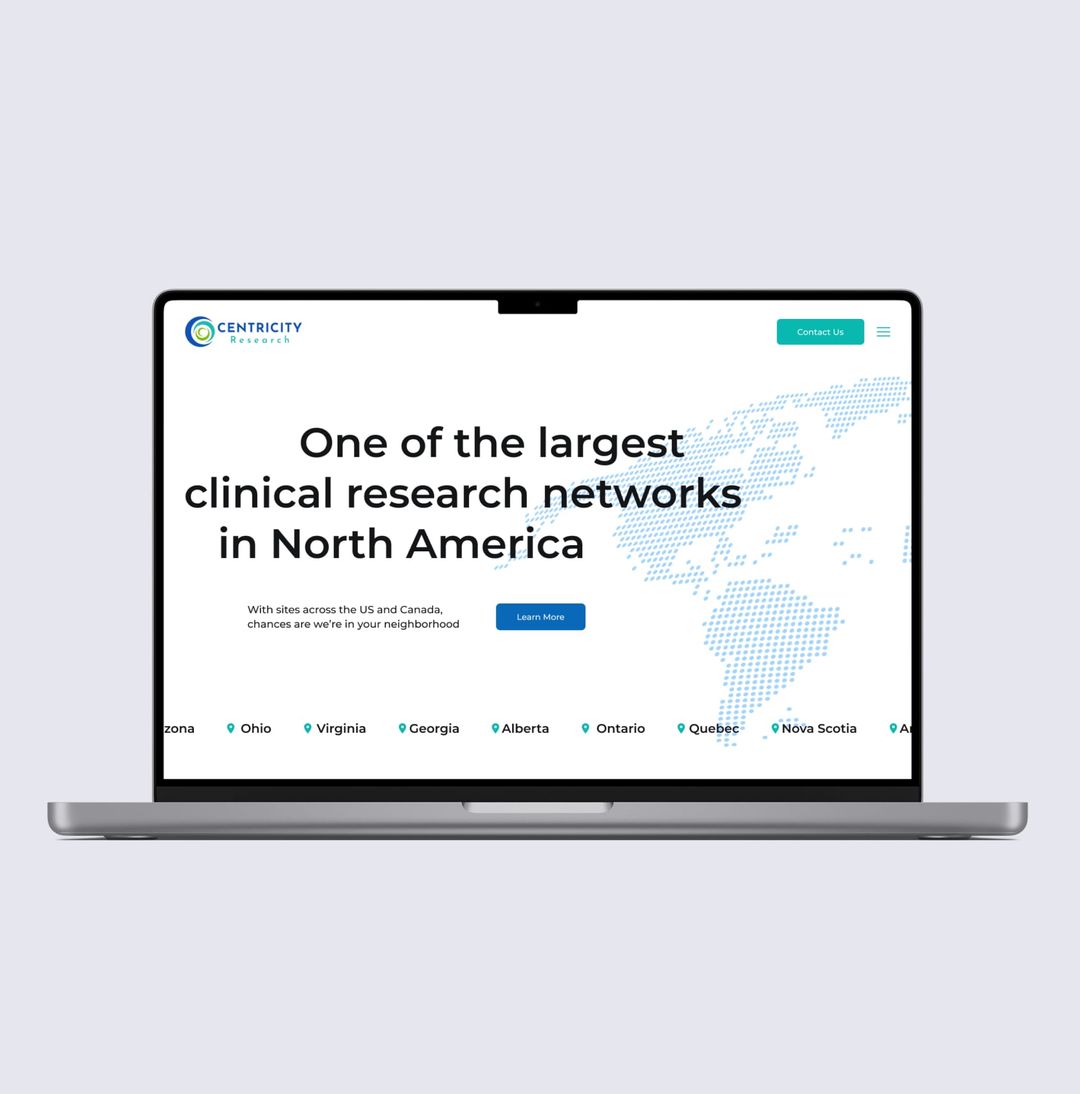 CENTRICITY
Research
Contact Us
One of the largest
clinical research networks
in North America
With sites across the US and Canada,
chances are we’re in your neighborhood
Learn More
zona Ohio Virginia Georgia Alberta Ontario Quebec Nova Scotia